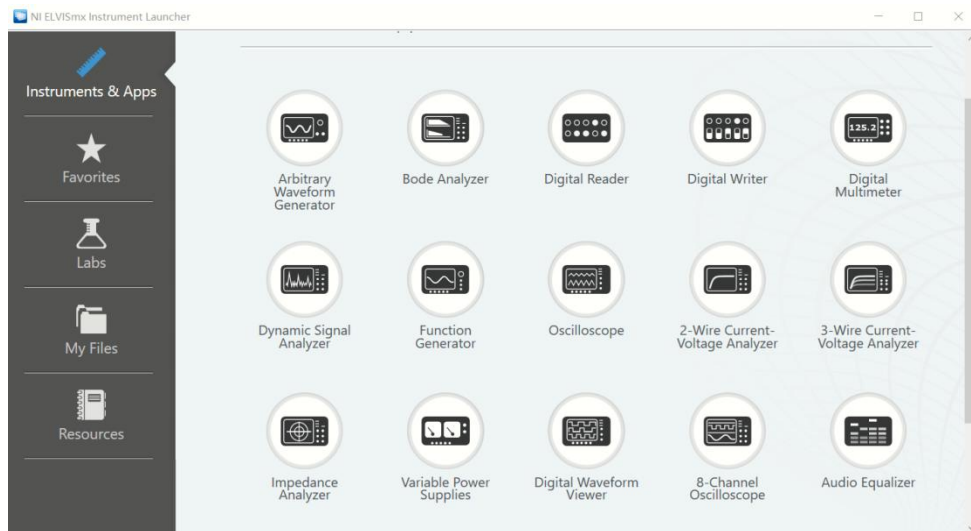 NI ELVISmx Instrument Launcher
Instruments & Apps
Favorites
Labs
My Files
Resources
Arbitrary
Waveform
Generator
Bode Analyzer
Digital Reader
Digital Writer
125.2
Digital
Multimeter
Dynamic Signal
Analyzer
Function
Generator
Oscilloscope
2-Wire Current-
Voltage Analyzer
3-Wire Current-
Voltage Analyzer
Impedance
Analyzer
Variable Power
Supplies
Digital Waveform
Viewer
8-Channel
Oscilloscope
Audio Equalizer